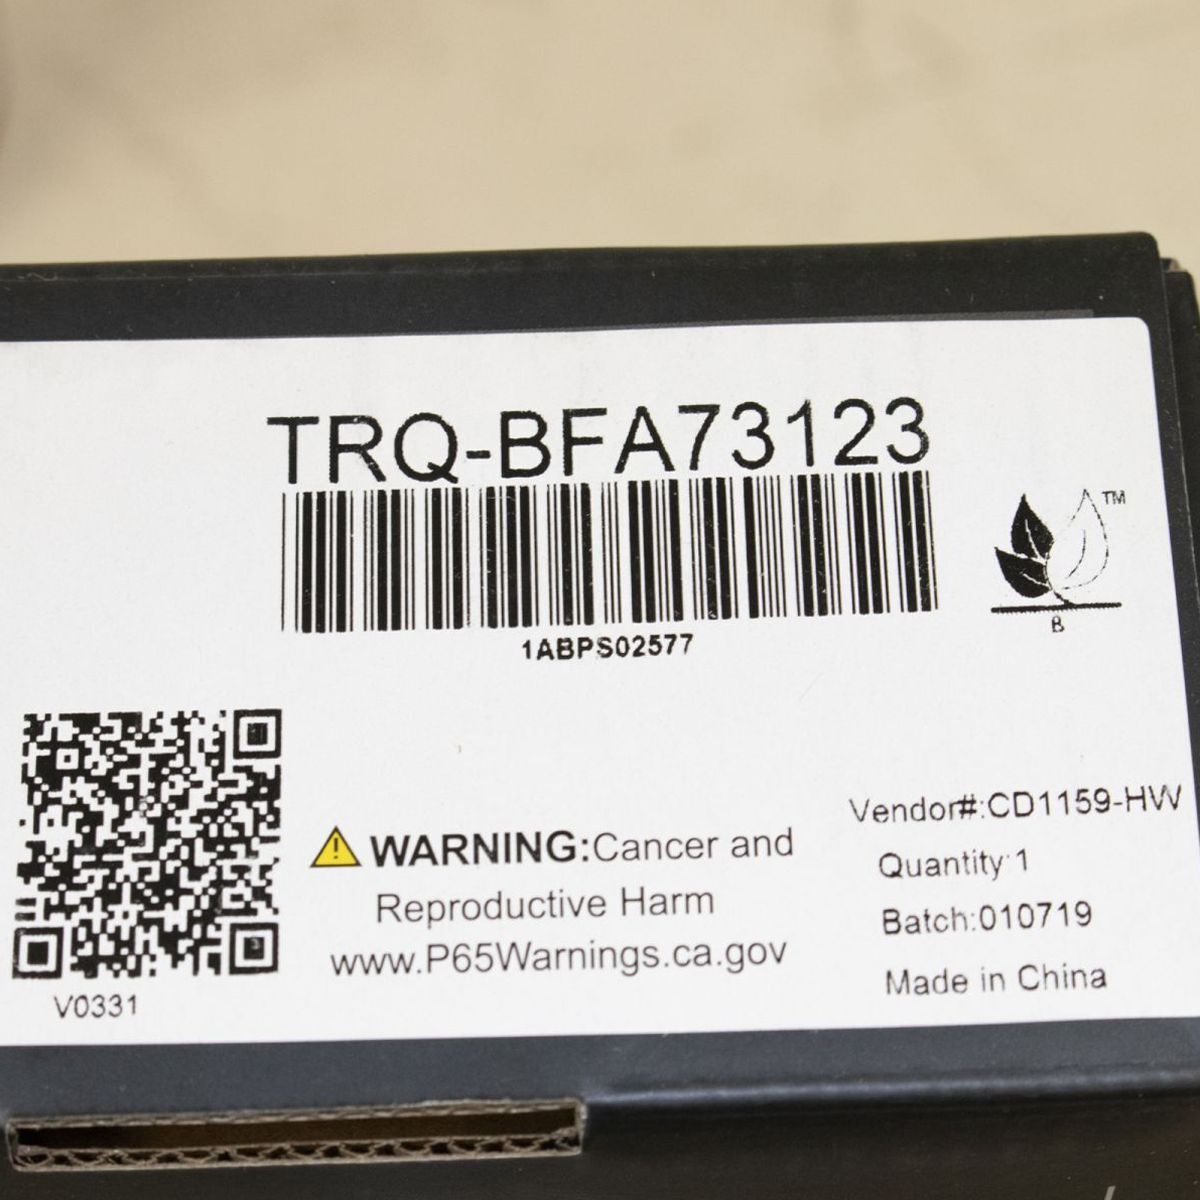 TRQ-BFA73123
TM
B
1ABPS02577
Vendor#:CD1159-HW
WARNING:Cancer and
Quantity:1
Reproductive Harm
Batch:010719
www.P65Warnings.ca.gov
Made in China
V0331